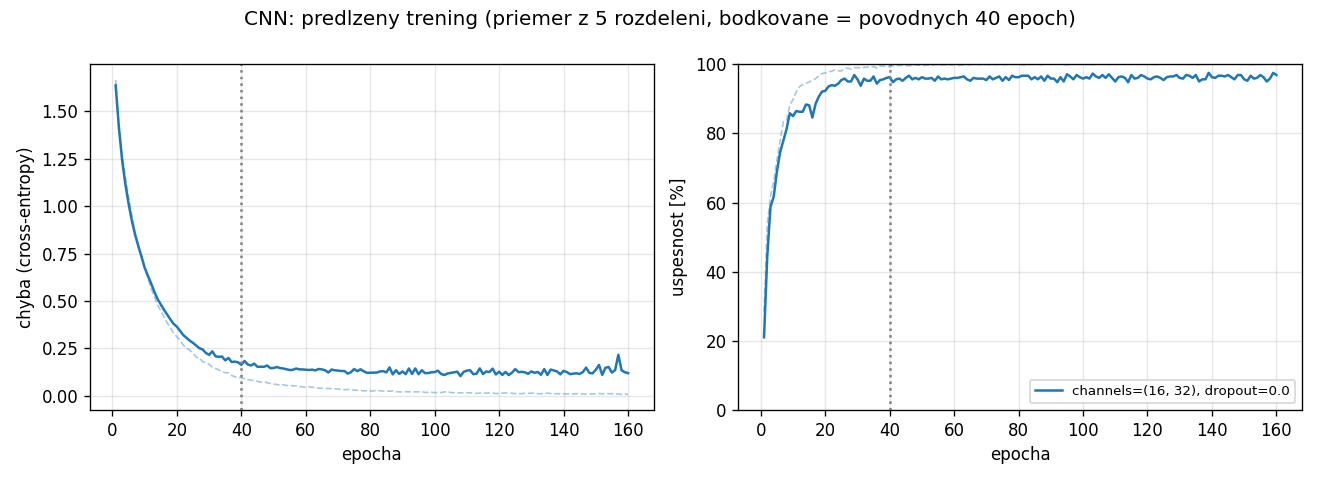 CNN: predlzeny trening (priemer z 5 rozdeleni, bodkovane = povodnych 40 epoch)
chyba (cross-entropy)
1.50
1.25
1.00
0.75
0.50
0.25
0.00
0 20 40 60 80 100 120 140 160
epocha
uspesnost [%]
100
80
60
40
20
0
channels=(16, 32), dropout=0.0
0 20 40 60 80 100 120 140 160
epocha